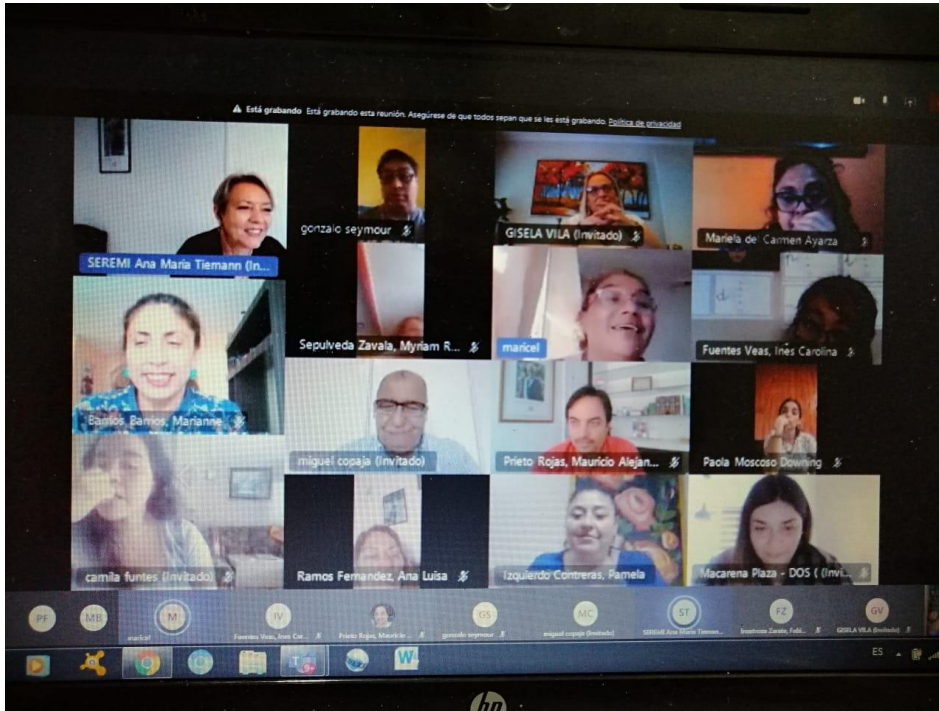 Está grabando Está grabando esta reunión. Asegúrese de que todos sepan que se les está grabando. Política de privacidad
SEREMI Ana María Tiemann (In...
gonzalo seymour
GISELA VILA (Invitado)
Mariela del Carmen Ayarza
Sepulveda Zavala, Myriam R...
maricel
Fuentes Veas, Ines Carolina
Barrios Barrios, Marianne
miguel copaja (Invitado)
Prieto Rojas, Mauricio Alejan...
Paola Moscoso Downing
camila funtes (Invitado)
Ramos Fernandez, Ana Luisa
Izquierdo Contreras, Pamela
Macarena Plaza - DOS ( (Invi...
PF
MB
M
IV
GS
MC
ST
FZ
GV
maricel
Fuentes Veas, Ines Car...
Prieto Rojas, Mauricio ...
gonzalo seymour
miguel copaja (Invitado)
SEREMI Ana María Tieman...
GISELA VILA (Invitado)
9+
W
ES
hp